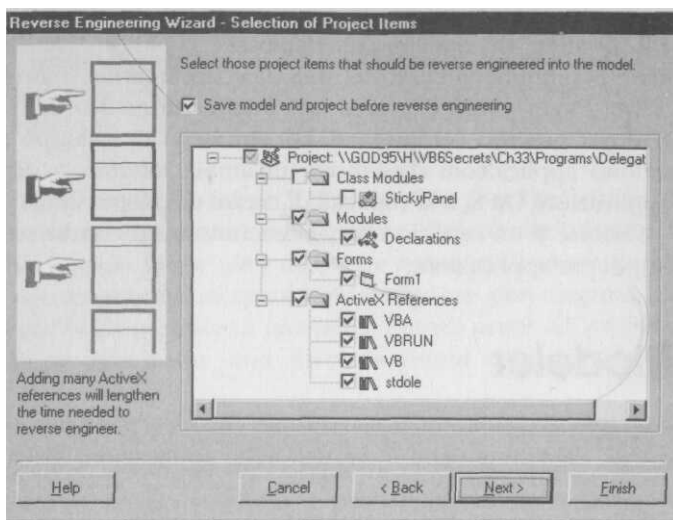 Reverse Engineering Wizard - Selection of Project Items
Select those project items that should be reverse engineered into the model.
Save model and project before reverse engineering
Project: \\GOD95\H\VB6Secrets\Ch33\Programs\Delegat
Class Modules
StickyPanel
Modules
Declarations
Forms
Form1
ActiveX References
VBA
VBRUN
VB
stdole
Adding many ActiveX
references will lengthen
the time needed to
reverse engineer.
Help
Cancel
< Back
Next >
Finish